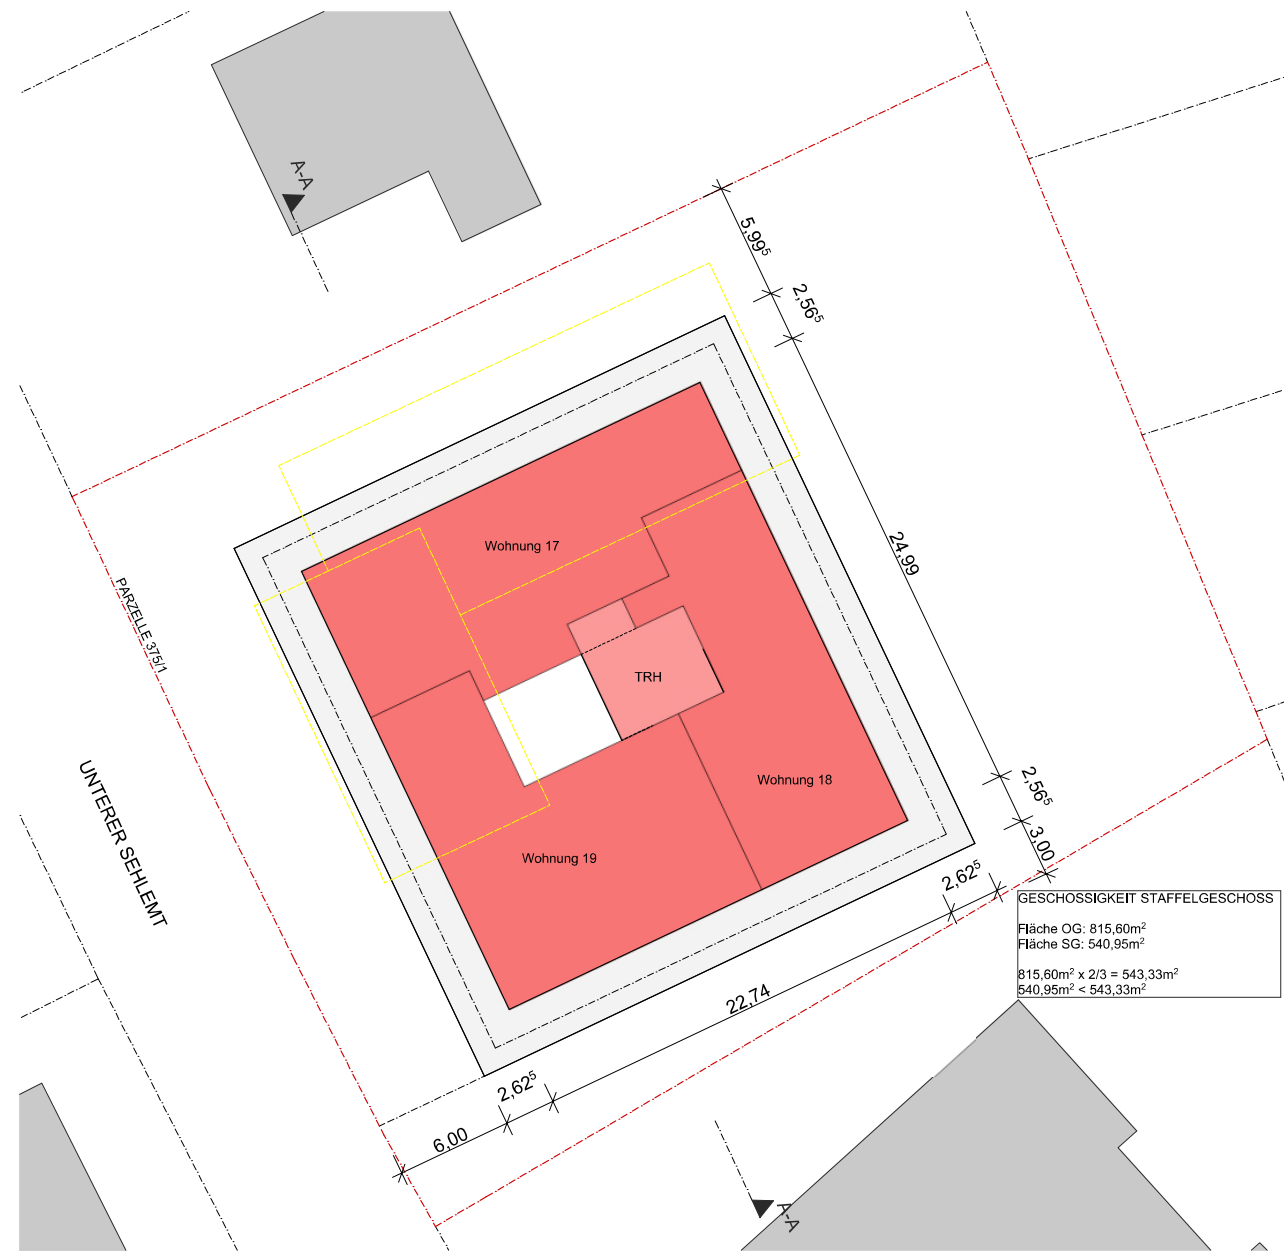 A-A
5,99⁵
2,56⁵
24,99
Wohnung 17
PARZELLE 375/1
TRH
Wohnung 18
UNTERER SEHLEMT
Wohnung 19
2,56⁵
3,00
2,62⁵
GESCHOSSIGKEIT STAFFELGESCHOSS
Fläche OG: 815,60m²
Fläche SG: 540,95m²
815,60m² x 2/3 = 543,33m²
540,95m² < 543,33m²
22,74
2,62⁵
6,00
A-A